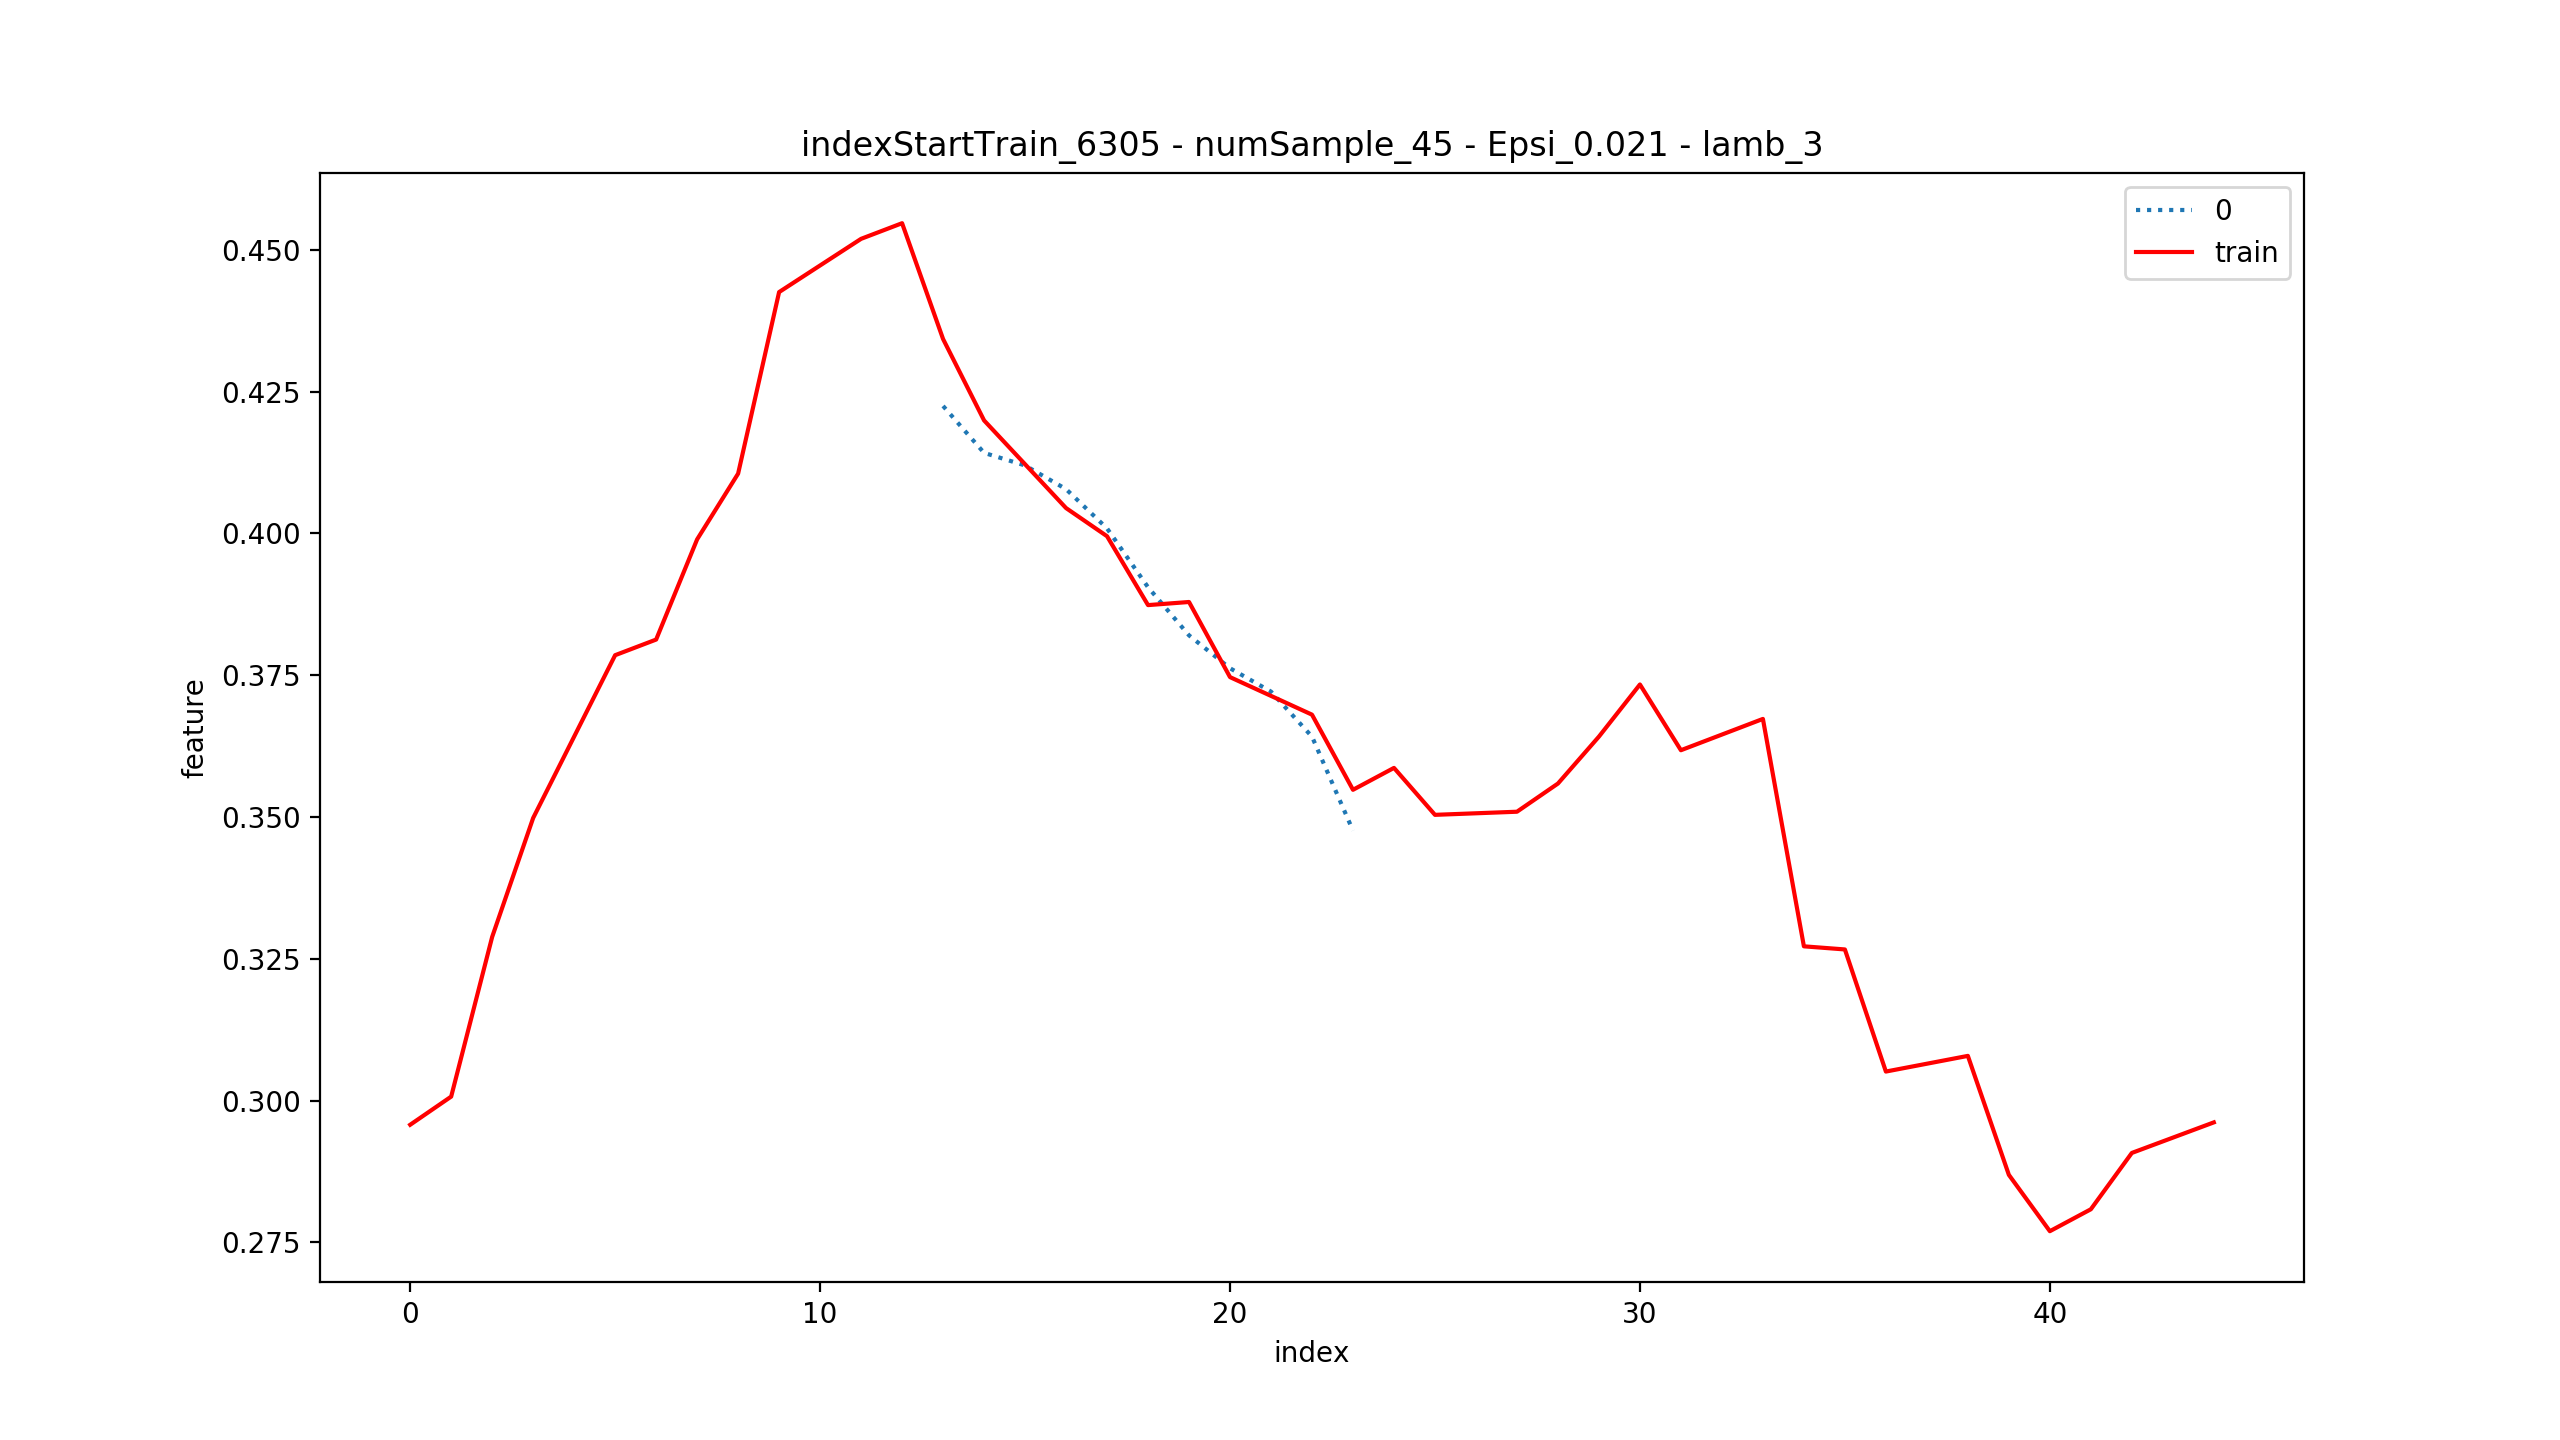 indexStartTrain_6305 - numSample_45 - Epsi_0.021 - lamb_3
0
train
0.450
0.425
0.400
0.375
0.350
0.325
0.300
0.275
feature
0 10 20 30 40
index